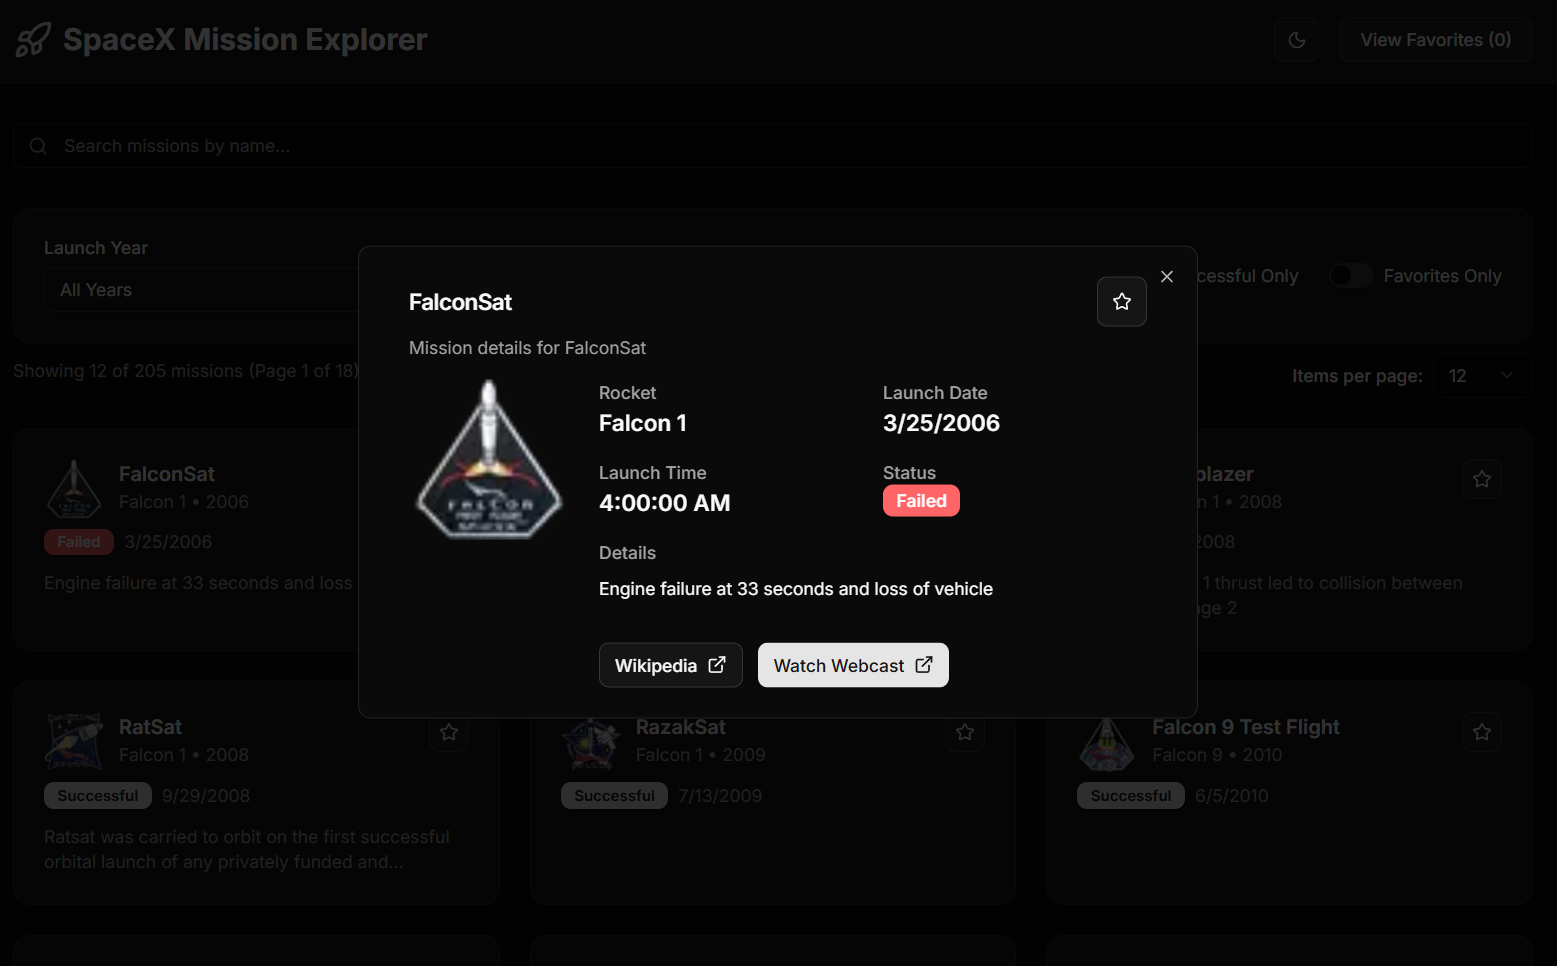 SpaceX Mission Explorer
View Favorites (0)
Search missions by name...
Launch Year
All Years
cessful Only
Favorites Only
Showing 12 of 205 missions (Page 1 of 18)
Items per page:
12
FalconSat
Mission details for FalconSat
Rocket
Falcon 1
Launch Date
3/25/2006
Launch Time
4:00:00 AM
Status
Failed
Details
Engine failure at 33 seconds and loss of vehicle
Wikipedia
Watch Webcast
FALCON
FalconSat
Falcon 1 • 2006
Failed
3/25/2006
Engine failure at 33 seconds and loss
blazer
1 • 2008
2008
1 thrust led to collision between
ge 2
RatSat
Falcon 1 • 2008
Successful
9/29/2008
Ratsat was carried to orbit on the first successful
orbital launch of any privately funded and...
RazakSat
Falcon 1 • 2009
Successful
7/13/2009
Falcon 9 Test Flight
Falcon 9 • 2010
Successful
6/5/2010